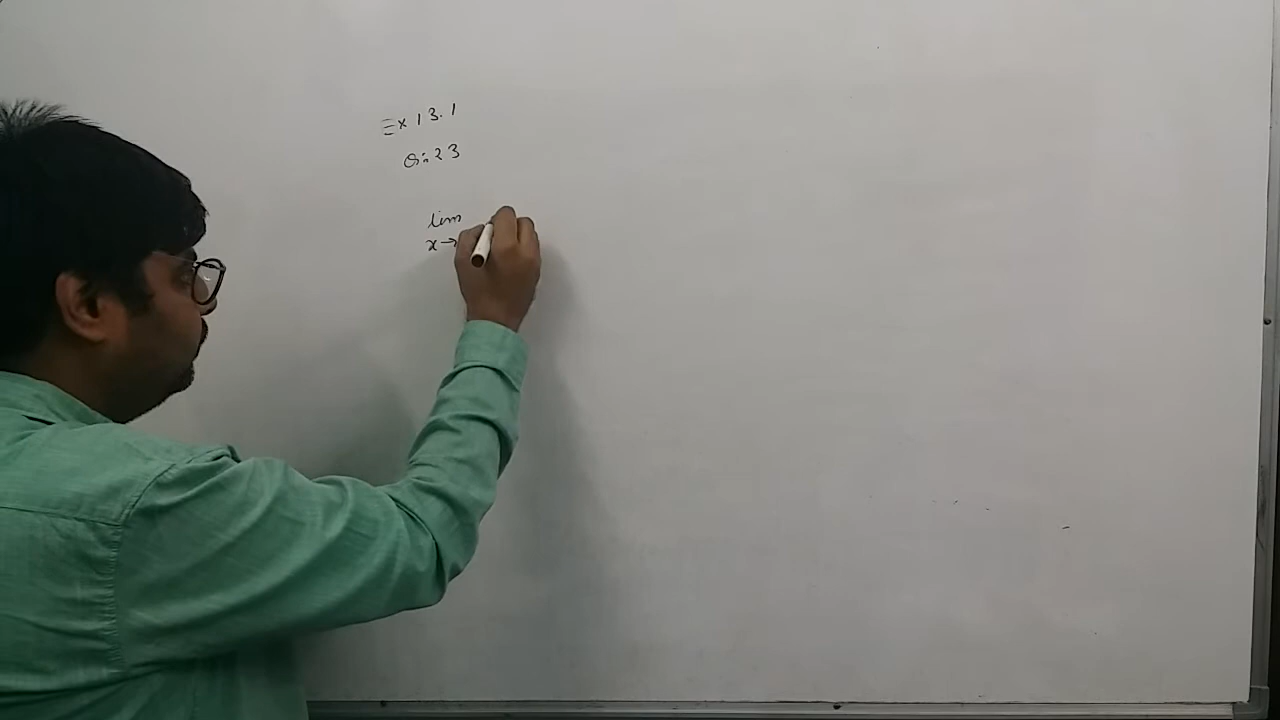 Ex 13.1
Q: 23
lim
x→